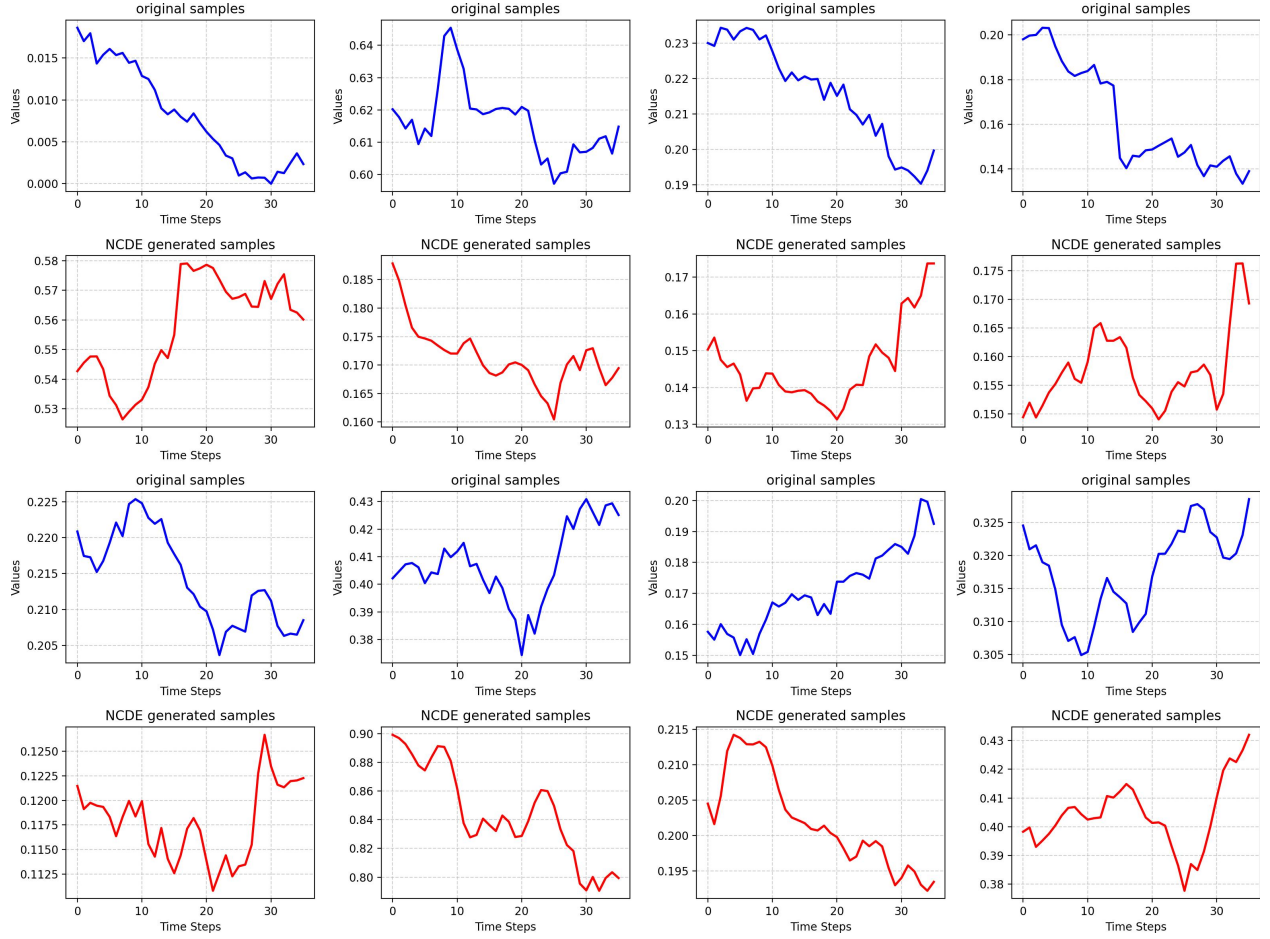 original samples
original samples
original samples
original samples
Values
0.015
0.010
0.005
0.000
0 10 20 30
Time Steps
Values
0.64
0.63
0.62
0.61
0.60
0 10 20 30
Time Steps
Values
0.23
0.22
0.21
0.20
0.19
0 10 20 30
Time Steps
Values
0.20
0.18
0.16
0.14
0 10 20 30
Time Steps
NCDE generated samples
NCDE generated samples
NCDE generated samples
NCDE generated samples
0.58
0.57
0.56
0.55
0.54
0.53
0 10 20 30
Time Steps
0.185
0.180
0.175
0.170
0.165
0.160
0 10 20 30
Time Steps
0.17
0.16
0.15
0.14
0.13
0 10 20 30
Time Steps
0.175
0.170
0.165
0.160
0.155
0.150
0 10 20 30
Time Steps
original samples
original samples
original samples
original samples
Values
0.225
0.220
0.215
0.210
0.205
0 10 20 30
Time Steps
Values
0.43
0.42
0.41
0.40
0.39
0.38
0 10 20 30
Time Steps
Values
0.20
0.19
0.18
0.17
0.16
0.15
0 10 20 30
Time Steps
Values
0.325
0.320
0.315
0.310
0.305
0 10 20 30
Time Steps
NCDE generated samples
NCDE generated samples
NCDE generated samples
NCDE generated samples
0.1250
0.1225
0.1200
0.1175
0.1150
0.1125
0 10 20 30
Time Steps
0.90
0.88
0.86
0.84
0.82
0.80
0 10 20 30
Time Steps
0.215
0.210
0.205
0.200
0.195
0 10 20 30
Time Steps
0.43
0.42
0.41
0.40
0.39
0.38
0 10 20 30
Time Steps